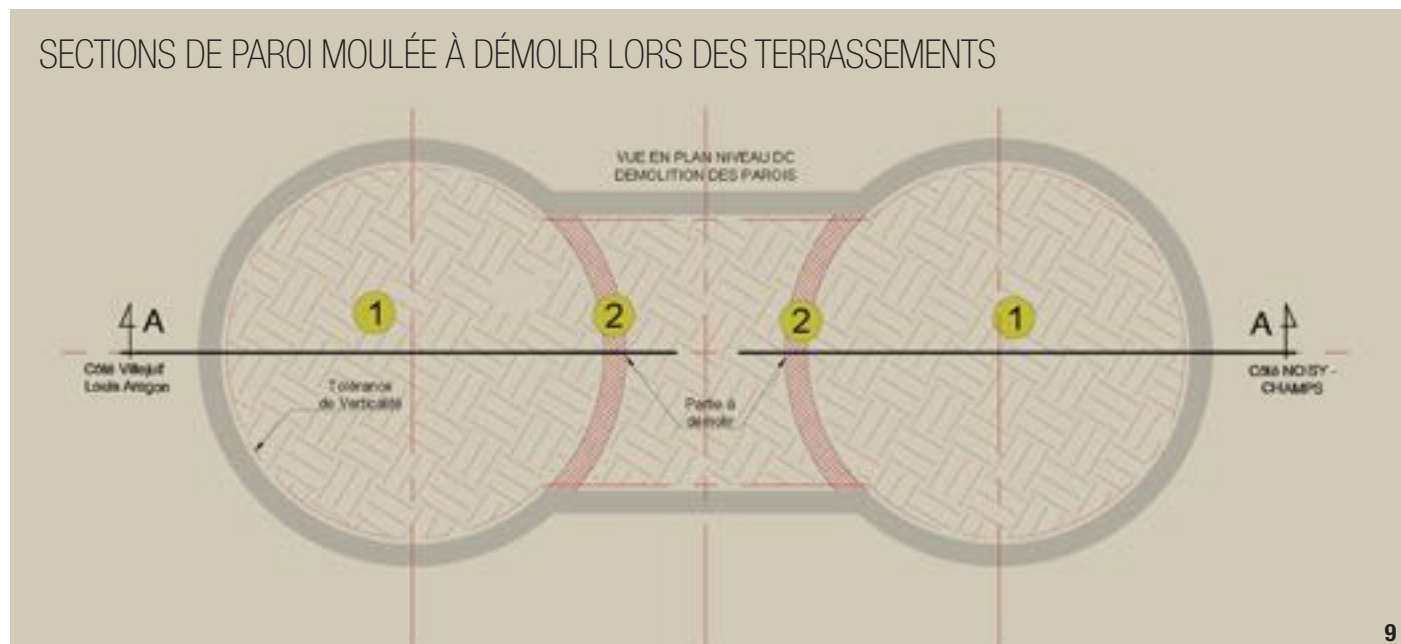 SECTIONS DE PAROI MOULÉE À DÉMOLIR LORS DES TERRASSEMENTS
VUE EN PLAN NIVEAU DC
DEMOLITION DES PAROIS
1
2
2
1
A
A
Côté Villejuif
Louis Aragon
Tolérance
de Verticalité
Partie à
démolir
Côté NOISY -
CHAMPS
9